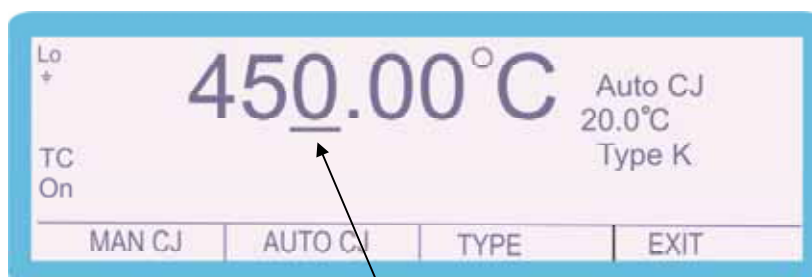 Lo
450.00°C
Auto CJ
20.0°C
TC
Type K
On
MAN CJ AUTO CJ TYPE EXIT